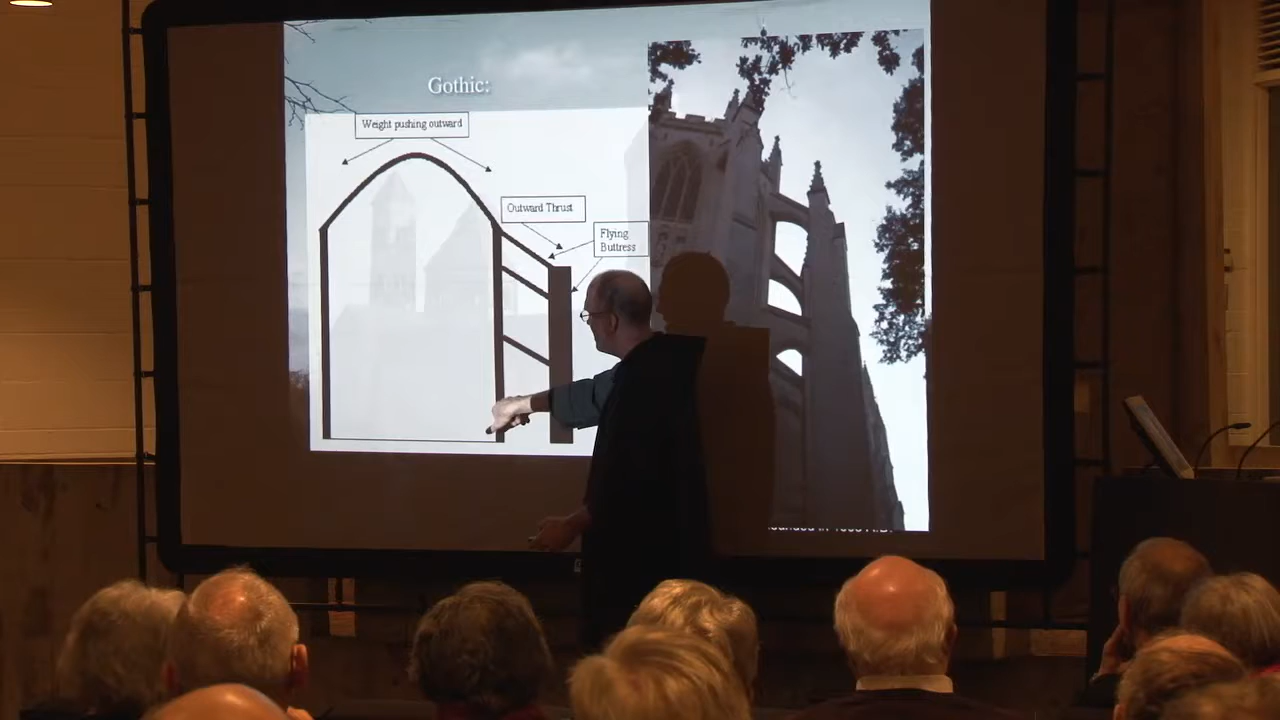 Gothic:
Weight pushing outward
Outward Thrust
Flying
Buttress